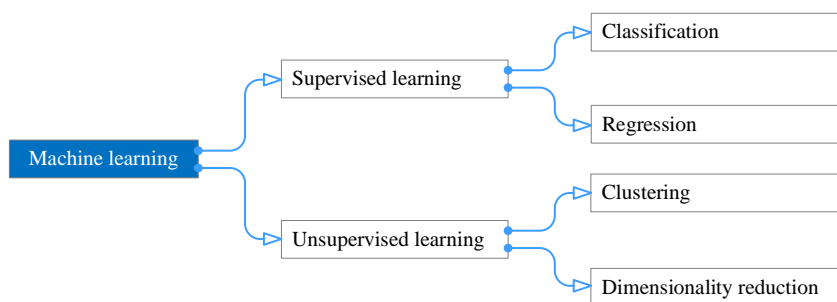 Machine learning
Supervised learning
Classification
Regression
Unsupervised learning
Clustering
Dimensionality reduction